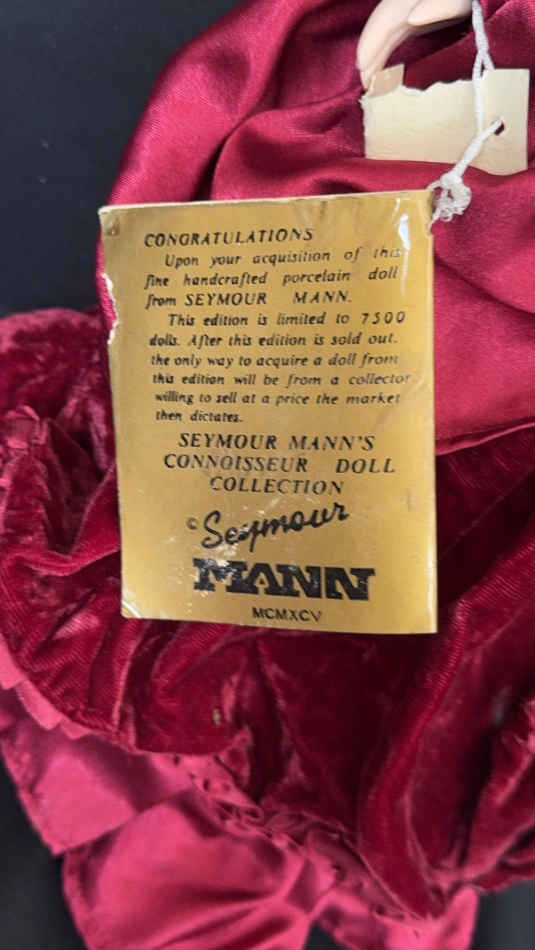 CONGRATULATIONS
Upon your acquisition of this
fine handcrafted porcelain doll
from SEYMOUR MANN.
This edition is limited to 7500
dolls. After this edition is sold out,
the only way to acquire a doll from
this edition will be from a collector
willing to sell at a price the market
then dictates.
SEYMOUR MANN'S
CONNOISSEUR DOLL
COLLECTION
© Seymour
MANN
MCMXCV